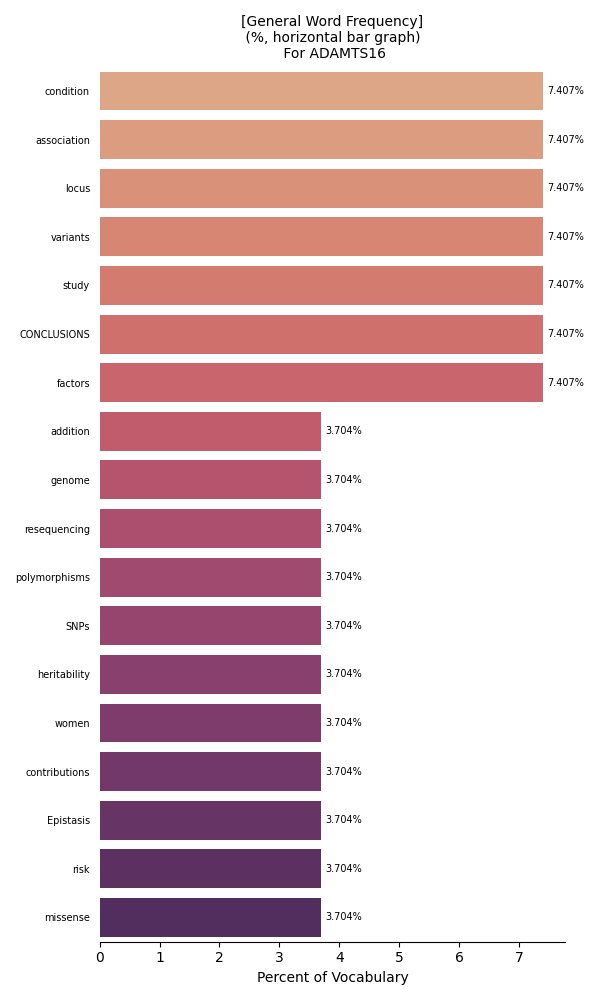 [General Word Frequency]
(%, horizontal bar graph)
For ADAMTS16
condition 7.407%
association 7.407%
locus 7.407%
variants 7.407%
study 7.407%
CONCLUSIONS 7.407%
factors 7.407%
addition 3.704%
genome 3.704%
resequencing 3.704%
polymorphisms 3.704%
SNPs 3.704%
heritability 3.704%
women 3.704%
contributions 3.704%
Epistasis 3.704%
risk 3.704%
missense 3.704%
0 1 2 3 4 5 6 7
Percent of Vocabulary